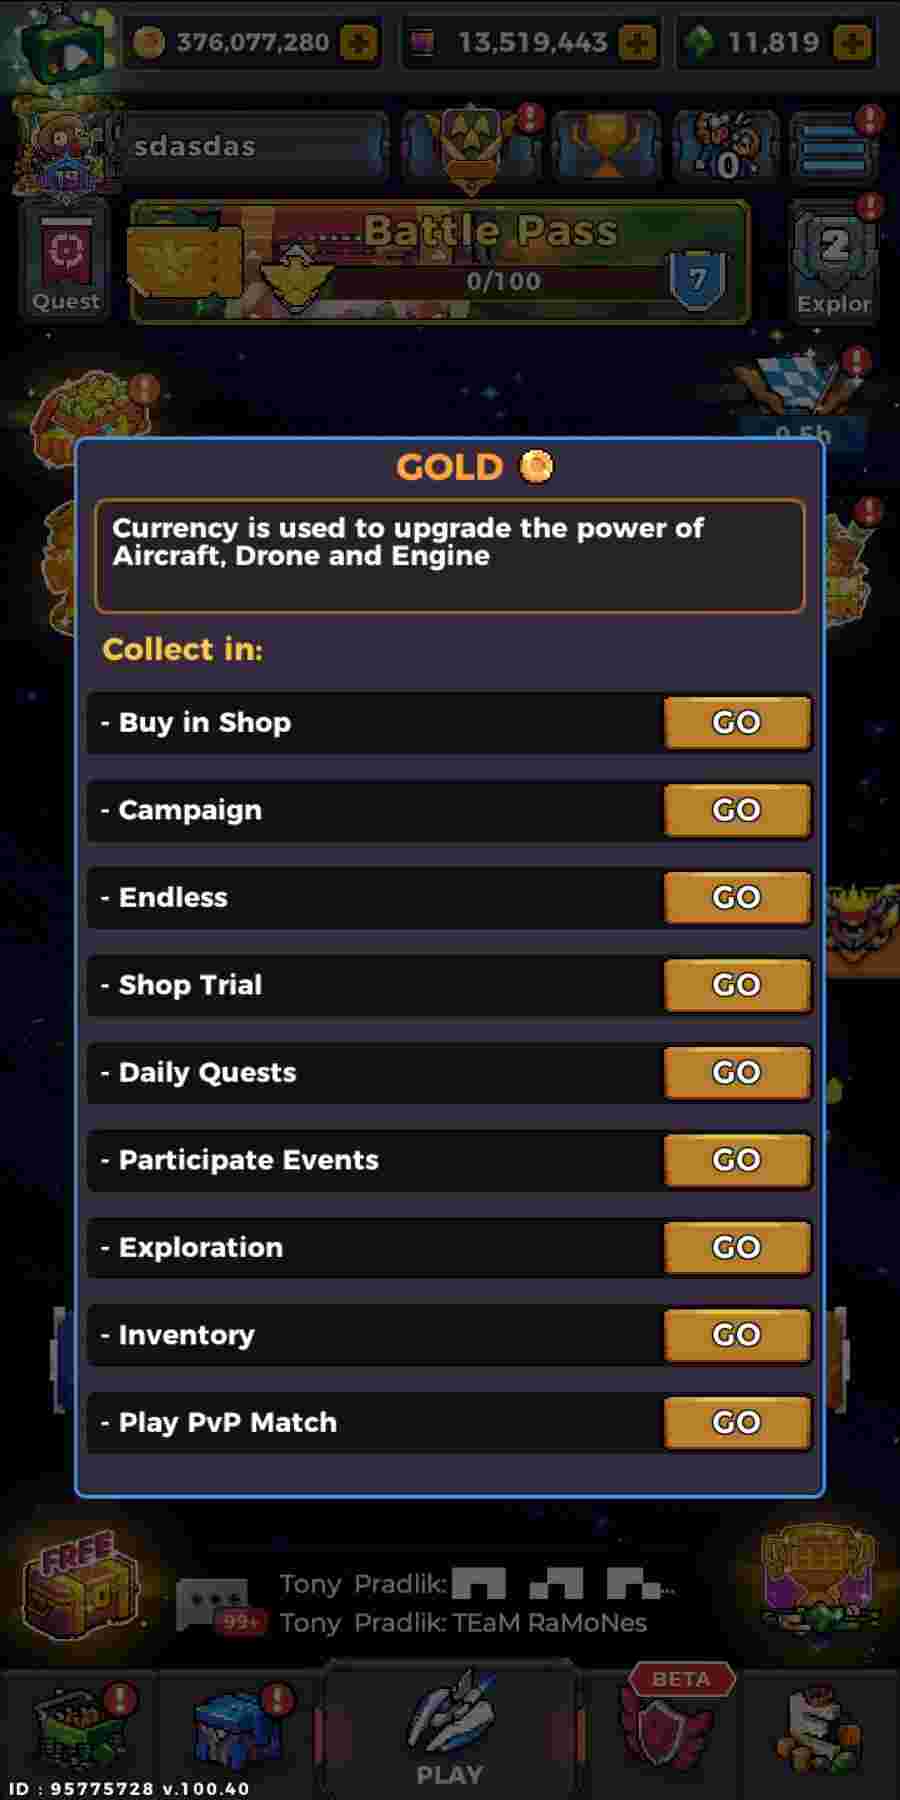 376,077,280
13,519,443
11,819
sdasdas
0
Battle Pass
0/100
7
Quest
2
Explor
9.5h
GOLD
Currency is used to upgrade the power of
Aircraft, Drone and Engine
Collect in:
- Buy in Shop GO
- Campaign GO
- Endless GO
- Shop Trial GO
- Daily Quests GO
- Participate Events GO
- Exploration GO
- Inventory GO
- Play PvP Match GO
FREE
Tony Pradlik:
99+
Tony Pradlik: TEaM RaMoNes
BETA
PLAY
ID : 95775728 v.100.40